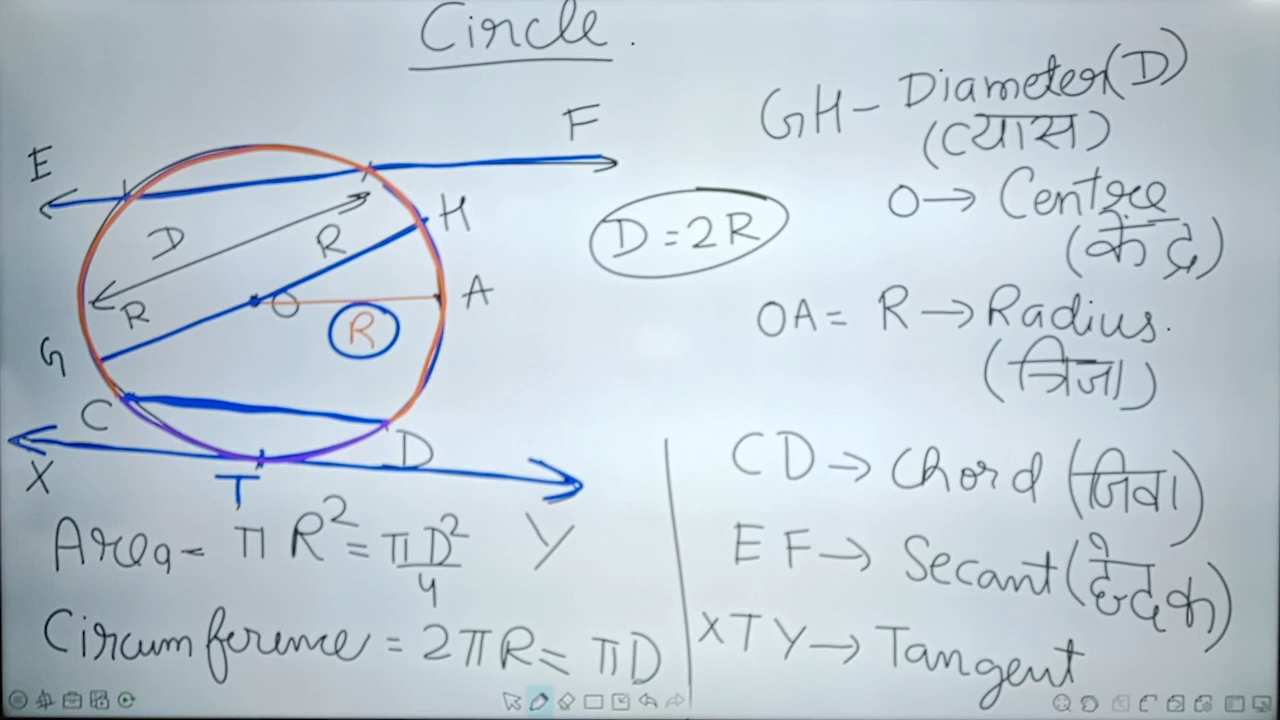 Circle.
E
F
D
R
H
R
O
A
R
G
C
D
X
T
Y
D = 2R
GH - Diameter (D)
(व्यास)
O → Centre
(केंद्र)
OA = R → Radius.
(त्रिजा)
CD → Chord (जिवा)
EF → Secant (छेदक)
XTY → Tangent
Area = πR² = πD²/4
Circumference = 2πR = πD